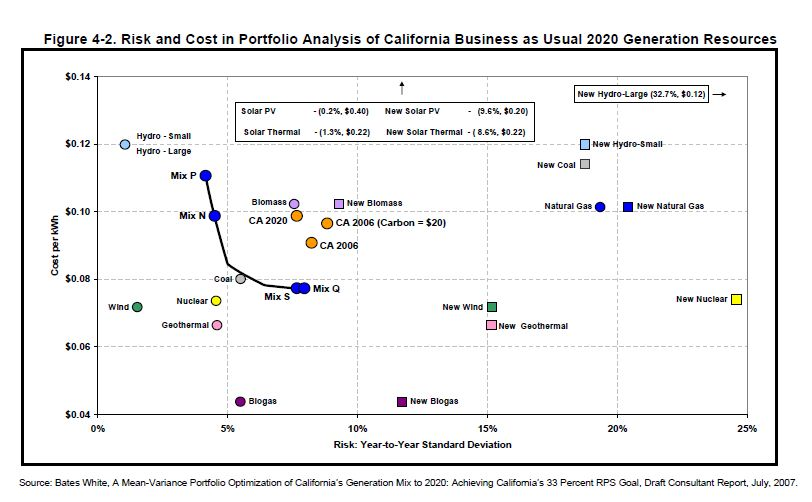 Figure 4-2. Risk and Cost in Portfolio Analysis of California Business as Usual 2020 Generation Resources
$0.14
New Hydro-Large (32.7%, $0.12)
Solar PV - (0.2%, $0.40) New Solar PV - (3.6%, $0.20)
Solar Thermal - (1.3%, $0.22) New Solar Thermal - ( 8.6%, $0.22)
$0.12
Hydro - Small
Hydro - Large
New Hydro-Small
New Coal
Mix P
Biomass
New Biomass
Natural Gas
New Natural Gas
$0.10
Mix N
CA 2020
CA 2006 (Carbon = $20)
CA 2006
Cost per kWh
$0.08
Coal
Mix S
Mix Q
Nuclear
New Nuclear
Wind
New Wind
Geothermal
New Geothermal
$0.06
Biogas
New Biogas
$0.04
0% 5% 10% 15% 20% 25%
Risk: Year-to-Year Standard Deviation
Source: Bates White, A Mean-Variance Portfolio Optimization of California's Generation Mix to 2020: Achieving California's 33 Percent RPS Goal, Draft Consultant Report, July, 2007.